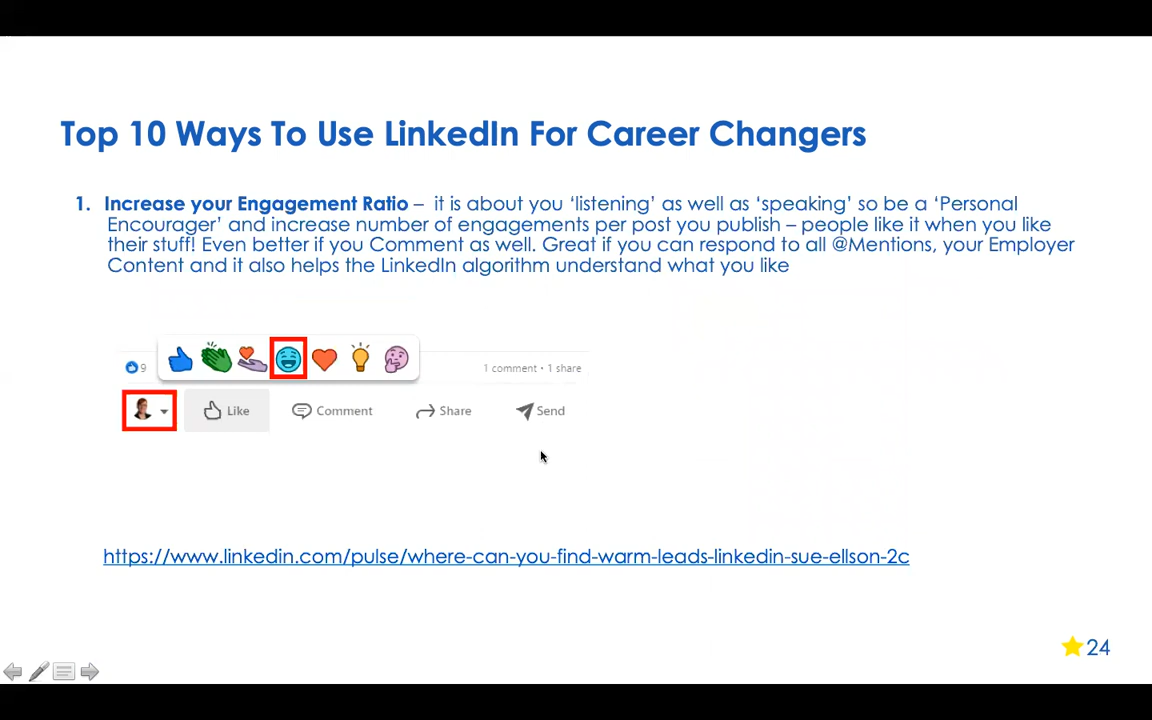 Top 10 Ways To Use LinkedIn For Career Changers
1. Increase your Engagement Ratio – it is about you ‘listening’ as well as ‘speaking’ so be a ‘Personal
Encourager’ and increase number of engagements per post you publish – people like it when you like
their stuff! Even better if you Comment as well. Great if you can respond to all @Mentions, your Employer
Content and it also helps the LinkedIn algorithm understand what you like
9
1 comment • 1 share
Like Comment Share Send
https://www.linkedin.com/pulse/where-can-you-find-warm-leads-linkedin-sue-ellson-2c
24